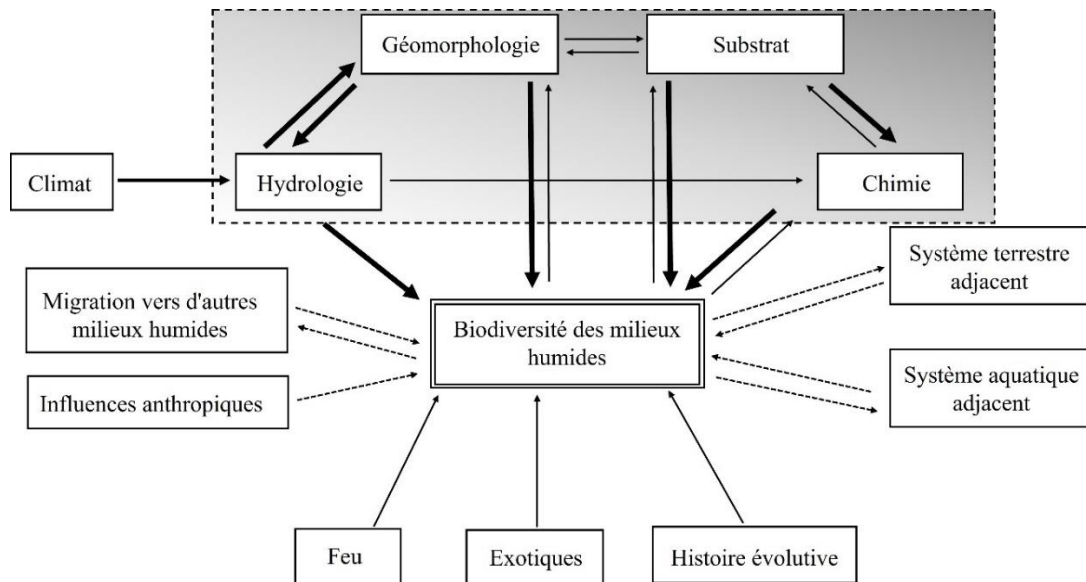 Géomorphologie
Substrat
Climat
Hydrologie
Chimie
Migration vers d'autres
milieux humides
Biodiversité des milieux
humides
Système terrestre
adjacent
Influences anthropiques
Système aquatique
adjacent
Feu
Exotiques
Histoire évolutive